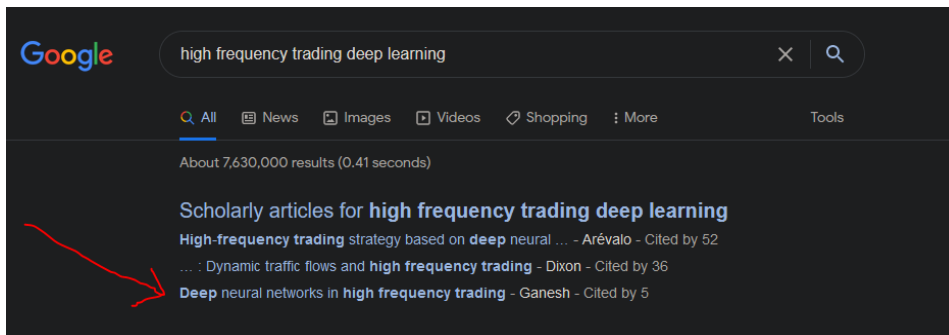 Google
high frequency trading deep learning
All News Images Videos Shopping More Tools
About 7,630,000 results (0.41 seconds)
Scholarly articles for high frequency trading deep learning
High-frequency trading strategy based on deep neural ... - Arévalo - Cited by 52
... : Dynamic traffic flows and high frequency trading - Dixon - Cited by 36
Deep neural networks in high frequency trading - Ganesh - Cited by 5